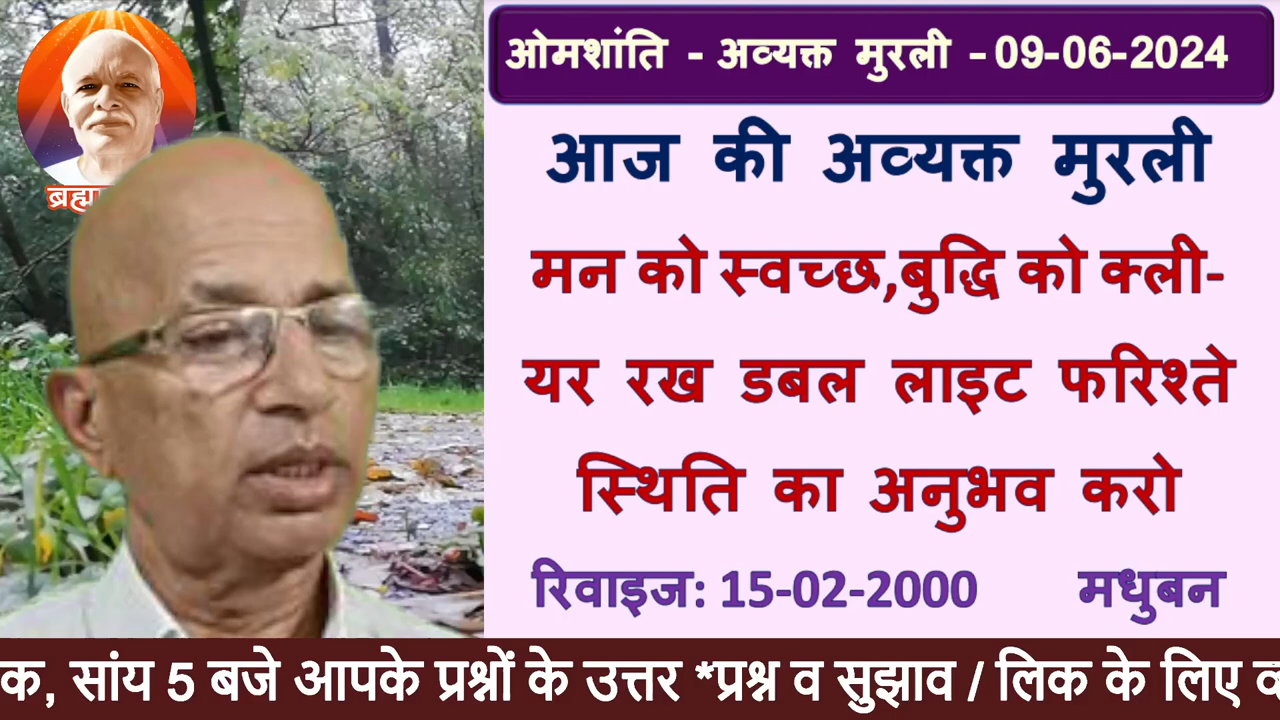 ओमशांति - अव्यक्त मुरली - 09-06-2024
आज की अव्यक्त मुरली
मन को स्वच्छ,बुद्धि को क्ली-
यर रख डबल लाइट फरिश्ते
स्थिति का अनुभव करो
रिवाइज: 15-02-2000 मधुबन
क, सांय 5 बजे आपके प्रश्नों के उत्तर *प्रश्न व सुझाव / लिक के लिए